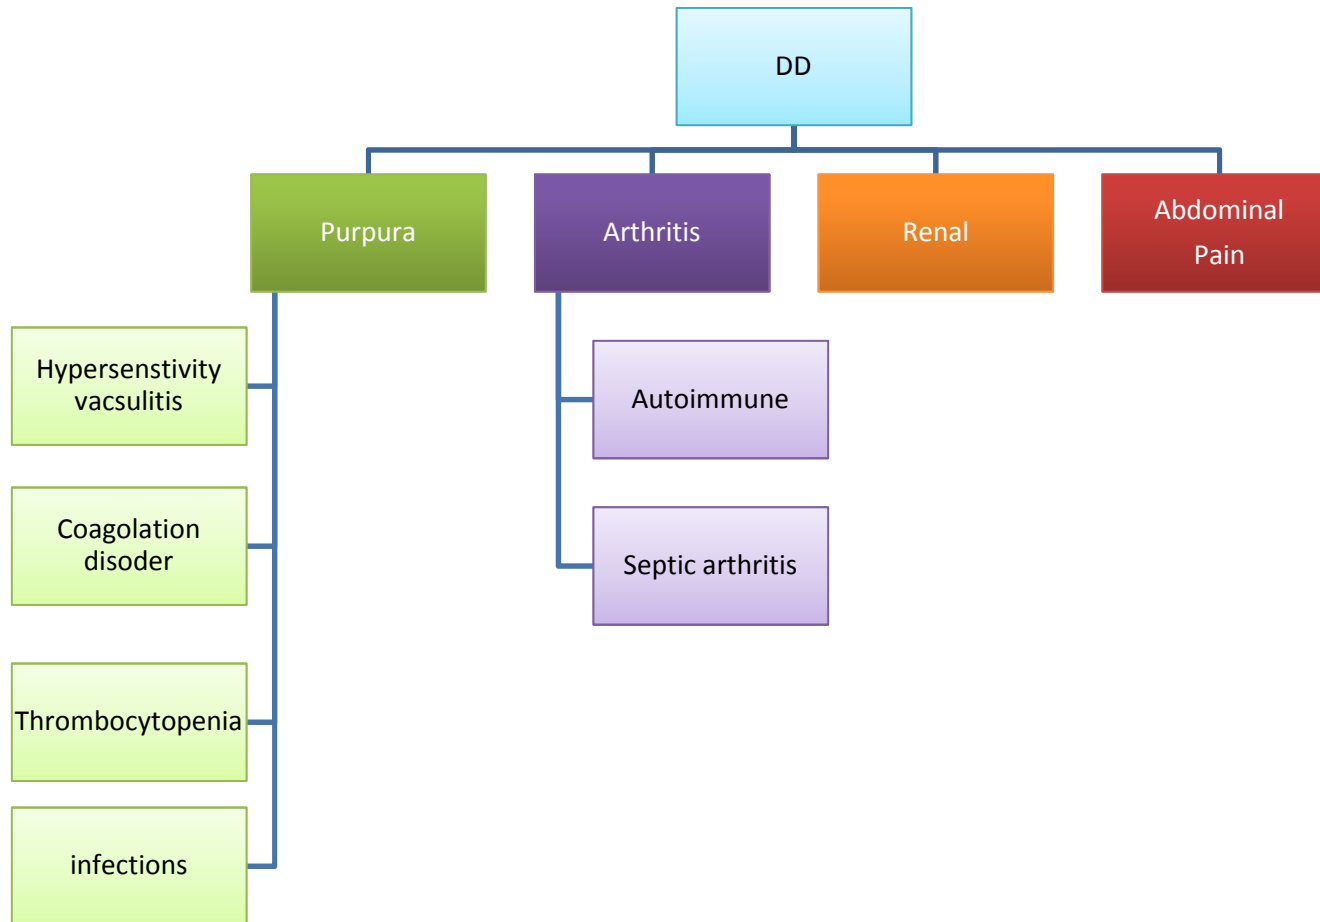 DD
Purpura
Arthritis
Renal
Abdominal
Pain
Hypersenstivity
vacsulitis
Coagolation
disoder
Thrombocytopenia
infections
Autoimmune
Septic arthritis